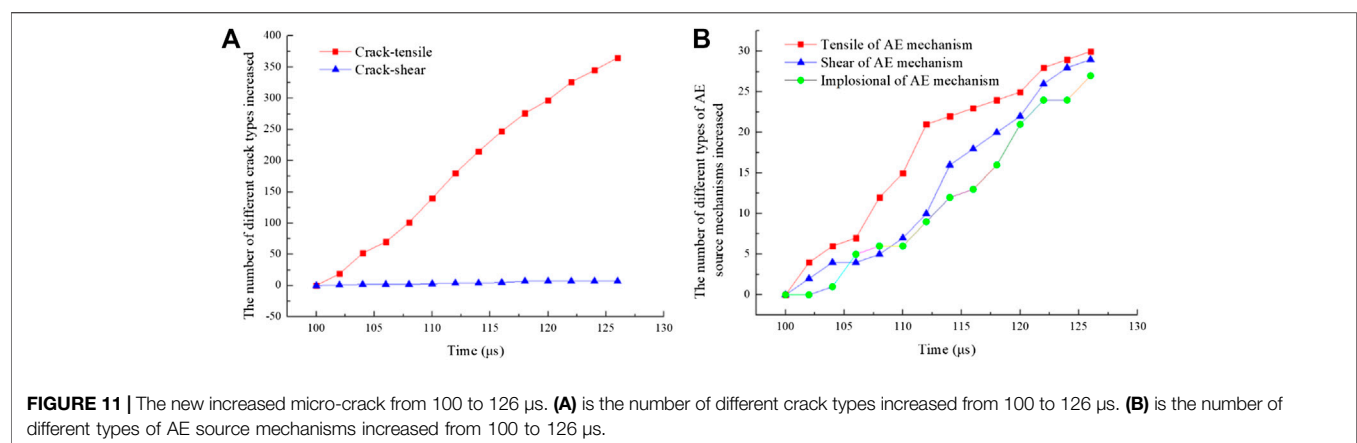 A
Crack-tensile
Crack-shear
The number of different crack types increased
400
350
300
250
200
150
100
50
0
-50
100
105
110
115
120
125
130
Time (μs)
B
Tensile of AE mechanism
Shear of AE mechanism
Implosional of AE mechanism
The number of different types of AE
source mechanisms increased
30
25
20
15
10
5
0
100
105
110
115
120
125
130
Time (μs)
FIGURE 11 | The new increased micro-crack from 100 to 126 μs. (A) is the number of different crack types increased from 100 to 126 μs. (B) is the number of
different types of AE source mechanisms increased from 100 to 126 μs.